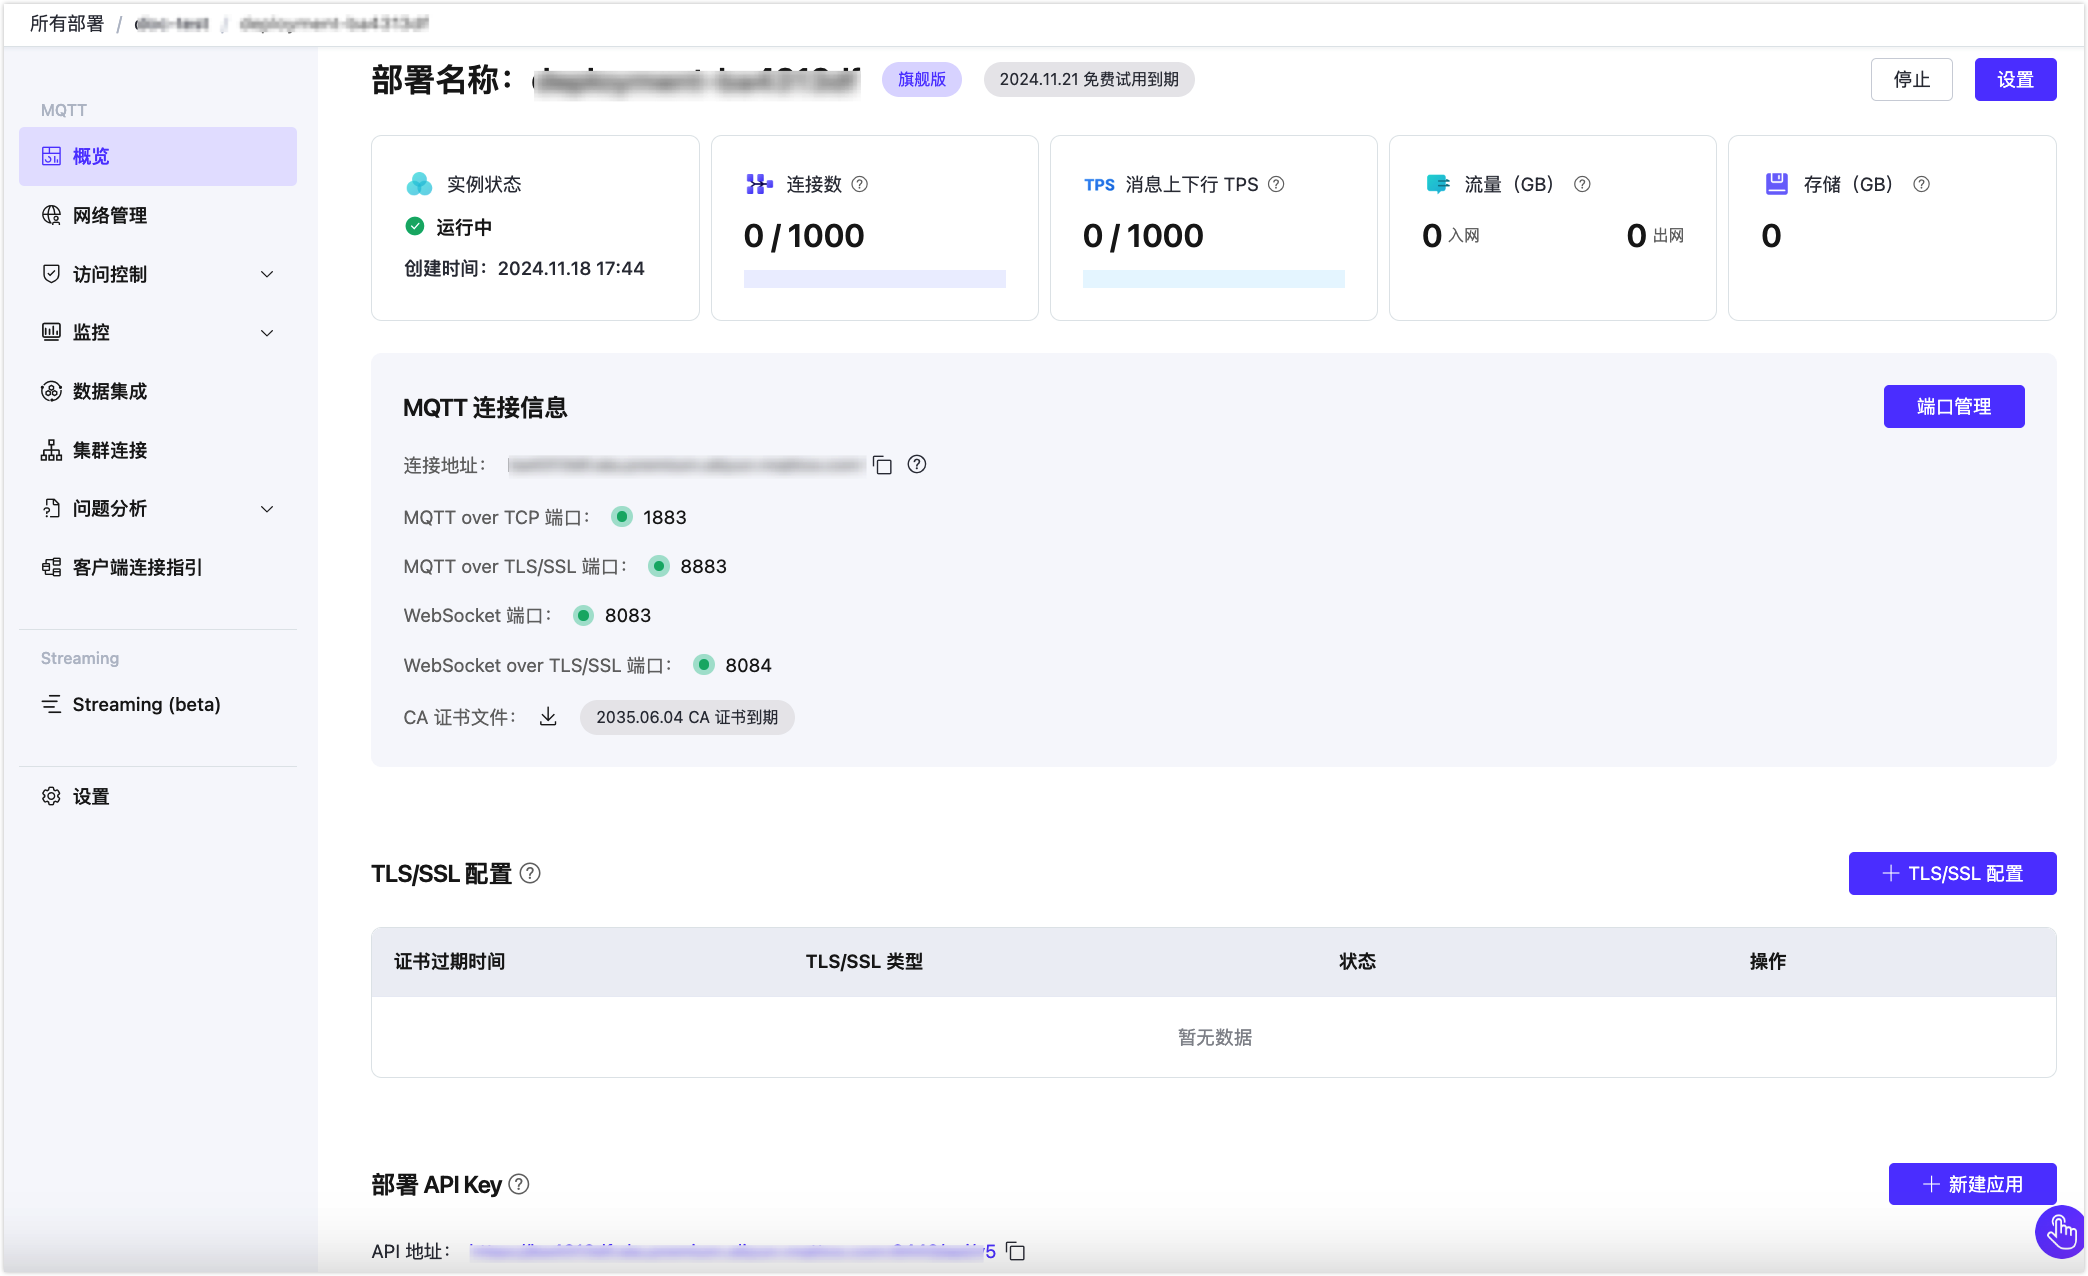 所有部署 /
部署名称：
旗舰版
2024.11.21 免费试用到期
停止
设置
MQTT
概览
网络管理
访问控制
监控
数据集成
集群连接
问题分析
客户端连接指引
Streaming
Streaming (beta)
设置
实例状态
运行中
创建时间：2024.11.18 17:44
连接数
0 / 1000
TPS 消息上下行 TPS
0 / 1000
流量（GB）
0 入网
0 出网
存储（GB）
0
MQTT 连接信息
端口管理
连接地址：
MQTT over TCP 端口： 1883
MQTT over TLS/SSL 端口： 8883
WebSocket 端口： 8083
WebSocket over TLS/SSL 端口： 8084
CA 证书文件：
2035.06.04 CA 证书到期
TLS/SSL 配置
TLS/SSL 配置
证书过期时间
TLS/SSL 类型
状态
操作
暂无数据
部署 API Key
新建应用
API 地址：